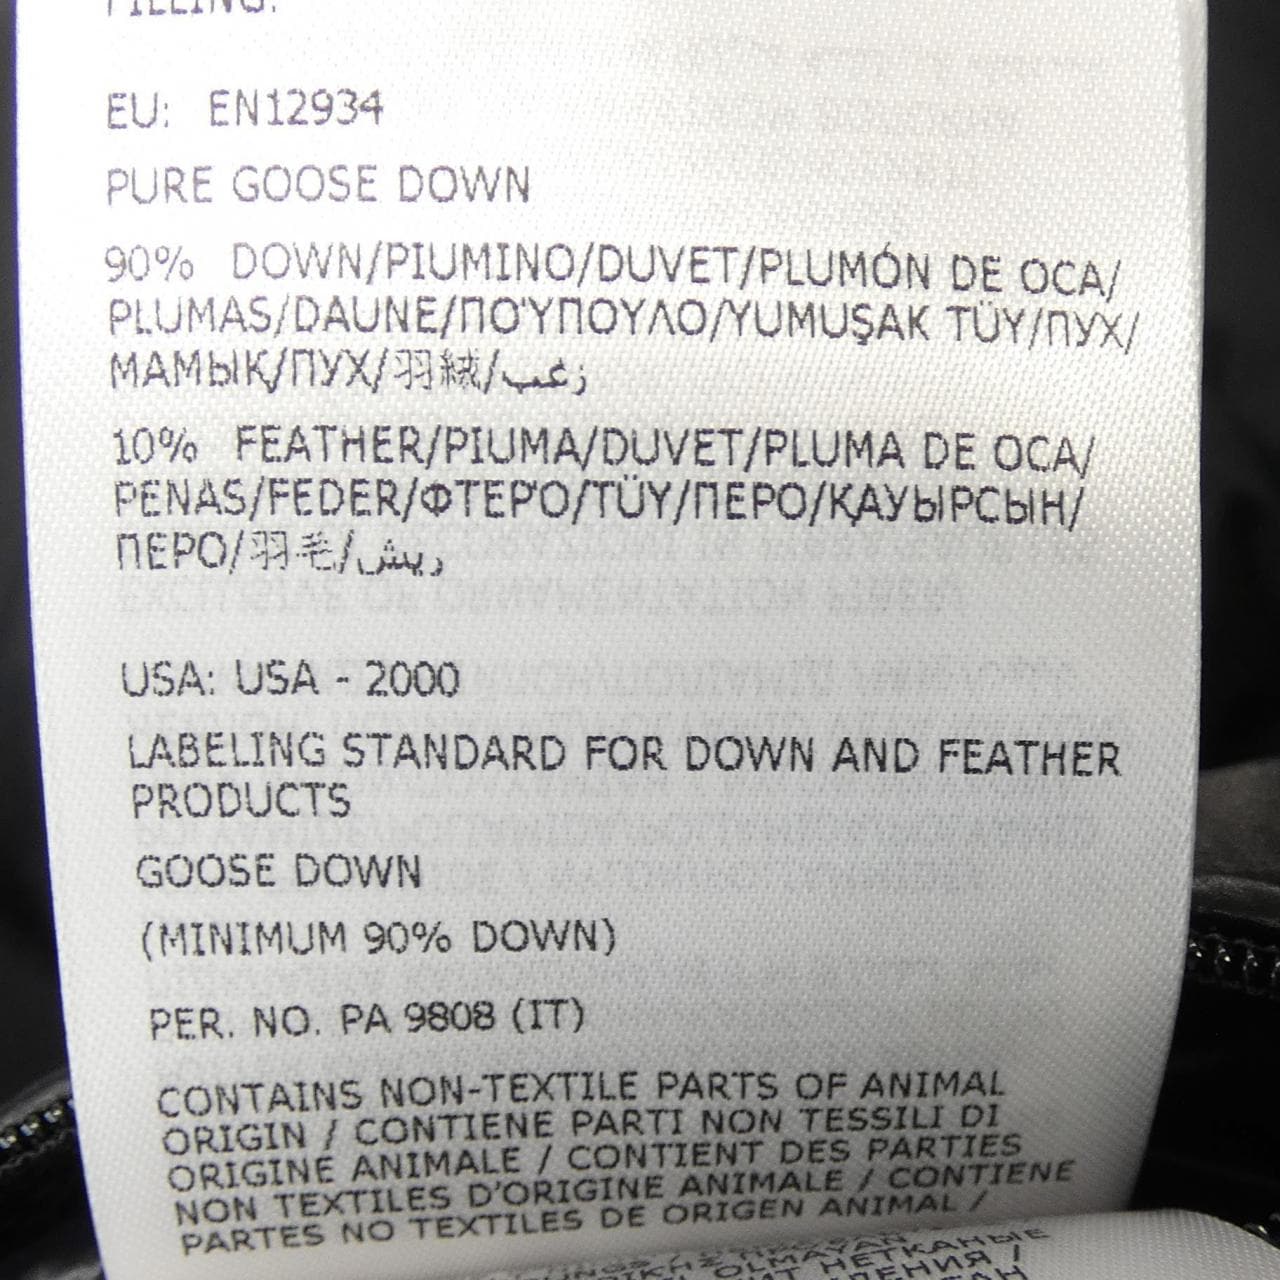 FILLING:
EU: EN12934
PURE GOOSE DOWN
90% DOWN/PIUMINO/DUVET/PLUMÓN DE OCA/
PLUMAS/DAUNE/ΠΟΎΠΟΥΛΟ/YUMUŞAK TÜY/ПУХ/
МАМЫҚ/ПУХ/羽絨/زغب
10% FEATHER/PIUMA/DUVET/PLUMA DE OCA/
PENAS/FEDER/ΦΤΕΡΌ/TÜY/ПЕРО/ҚАУЫРСЫН/
ПЕРО/羽毛/ريش
USA: USA - 2000
LABELING STANDARD FOR DOWN AND FEATHER
PRODUCTS
GOOSE DOWN
(MINIMUM 90% DOWN)
PER. NO. PA 9808 (IT)
CONTAINS NON-TEXTILE PARTS OF ANIMAL
ORIGIN / CONTIENE PARTI NON TESSILI DI
ORIGINE ANIMALE / CONTIENT DES PARTIES
NON TEXTILES D'ORIGINE ANIMALE / CONTIENE
PARTES NO TEXTILES DE ORIGEN ANIMAL /
OLMAYAN
НЕТКАНЫЕ